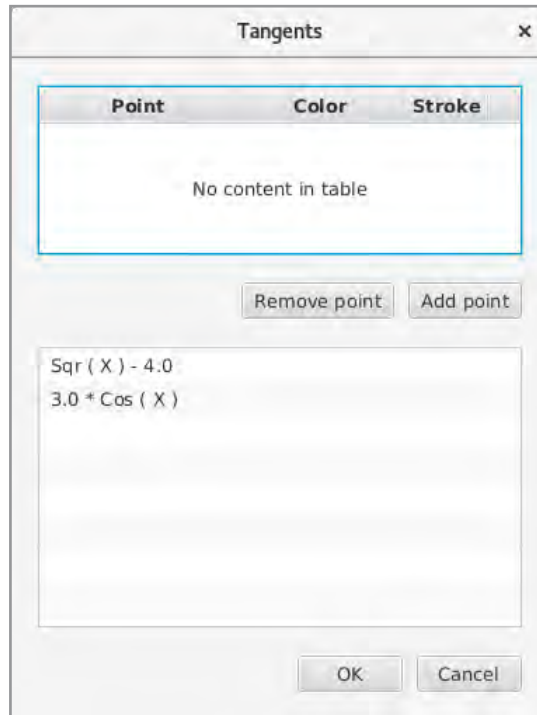 Tangents ×
Point Color Stroke
No content in table
Remove point Add point
Sqr ( X ) - 4.0
3.0 * Cos ( X )
OK Cancel